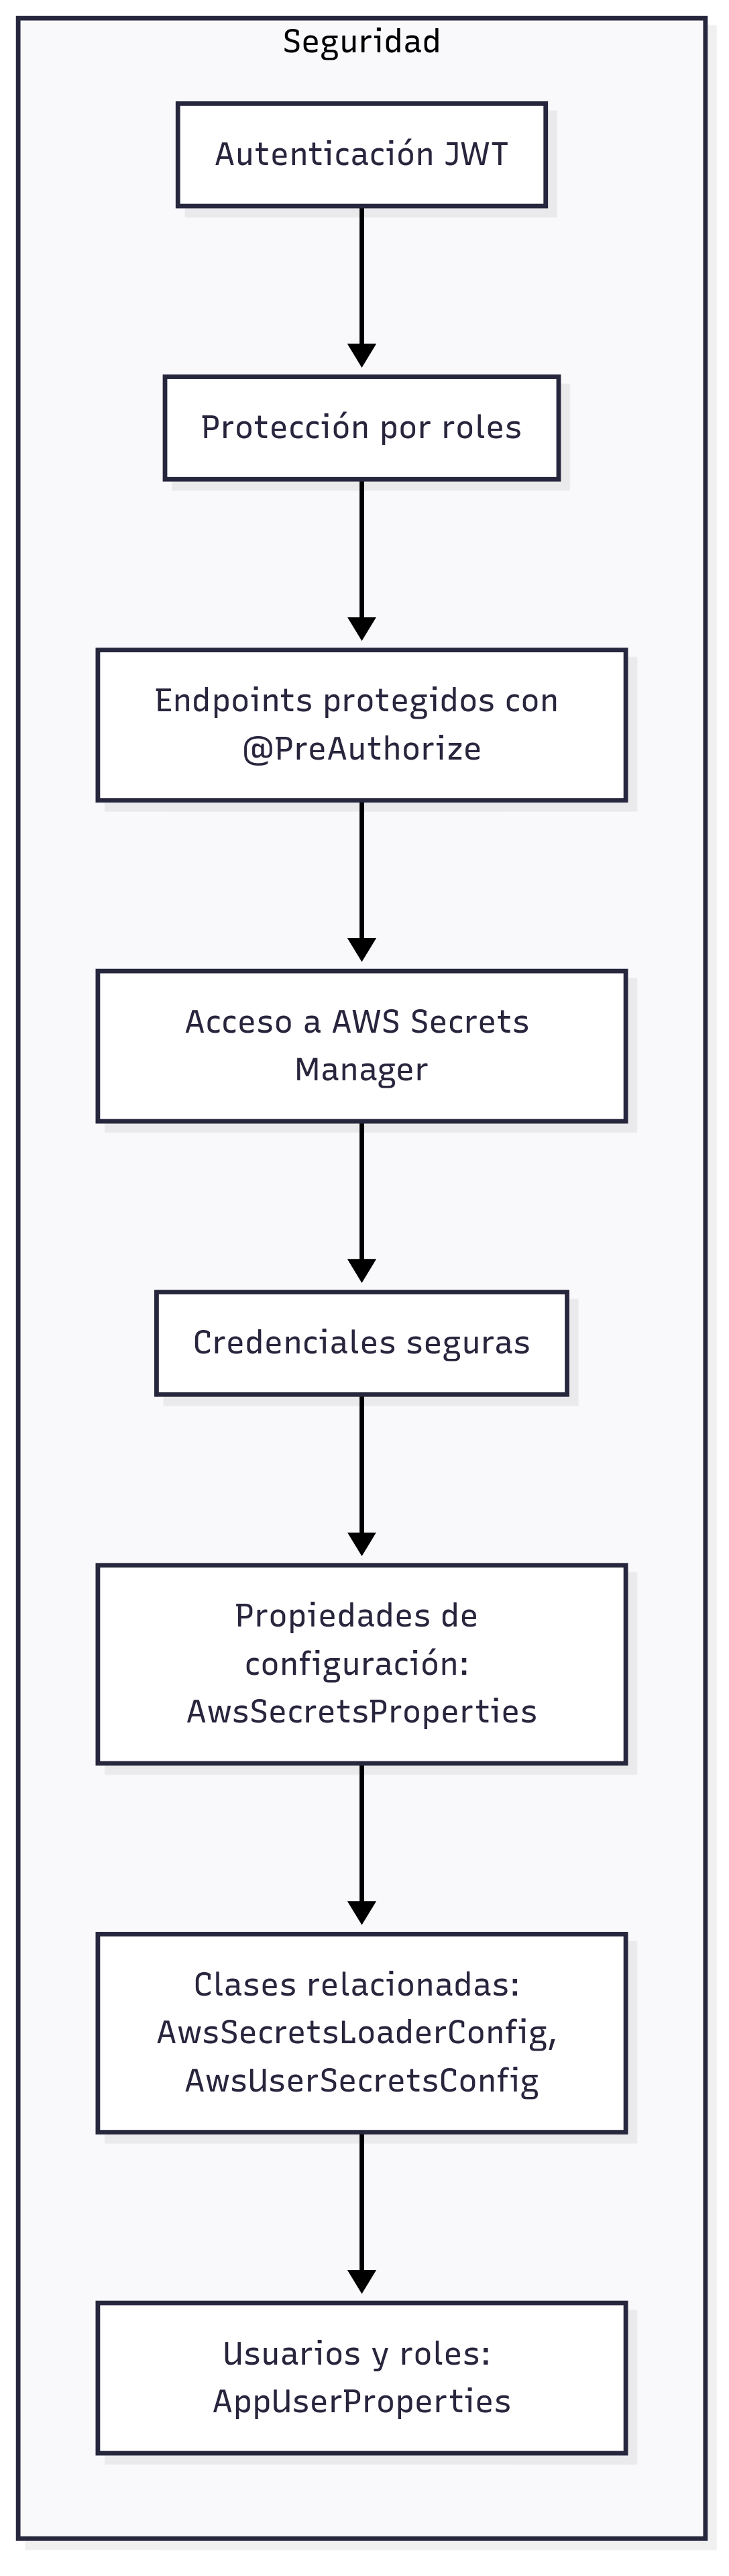 Seguridad
Autenticación JWT
Protección por roles
Endpoints protegidos con
@PreAuthorize
Acceso a AWS Secrets
Manager
Credenciales seguras
Propiedades de
configuración:
AwsSecretsProperties
Clases relacionadas:
AwsSecretsLoaderConfig,
AwsUserSecretsConfig
Usuarios y roles:
AppUserProperties